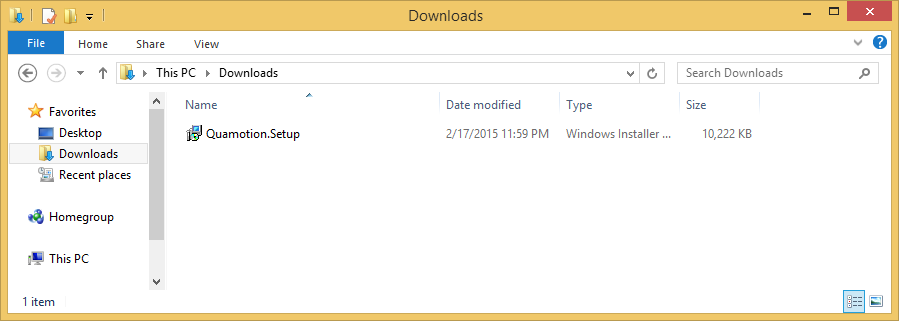 Downloads
File Home Share View
This PC Downloads Search Downloads
Favorites
Desktop
Downloads
Recent places
Homegroup
This PC
Name Date modified Type Size
Quamotion.Setup 2/17/2015 11:59 PM Windows Installer ... 10,222 KB
1 item